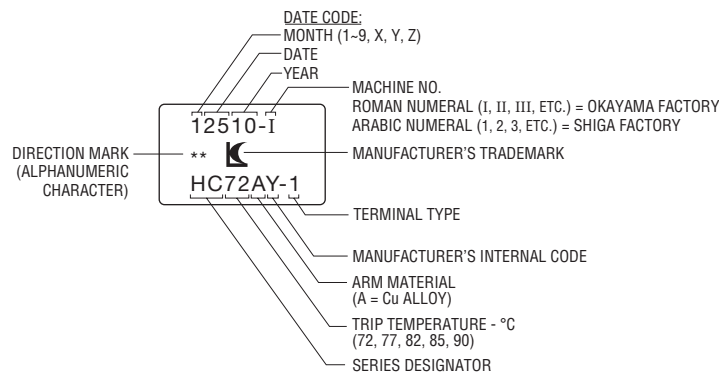 DATE CODE:
MONTH (1~9, X, Y, Z)
DATE
YEAR
MACHINE NO.
ROMAN NUMERAL (I, II, III, ETC.) = OKAYAMA FACTORY
ARABIC NUMERAL (1, 2, 3, ETC.) = SHIGA FACTORY
12510-I
DIRECTION MARK
(ALPHANUMERIC
CHARACTER)
**
MANUFACTURER'S TRADEMARK
HC72AY-1
TERMINAL TYPE
MANUFACTURER'S INTERNAL CODE
ARM MATERIAL
(A = Cu ALLOY)
TRIP TEMPERATURE - °C
(72, 77, 82, 85, 90)
SERIES DESIGNATOR